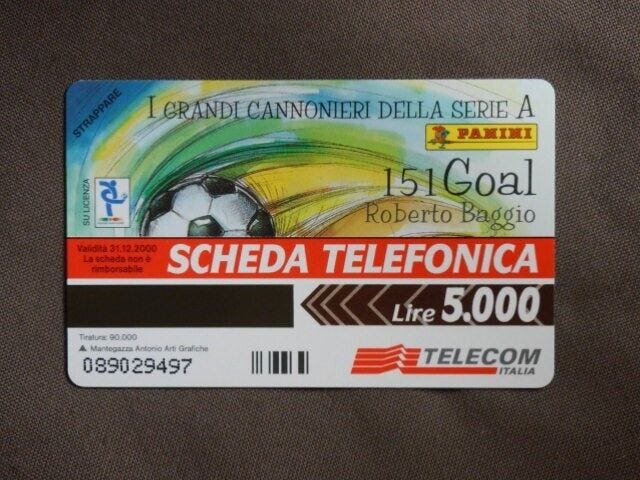 STRAPPARE
I GRANDI CANNONIERI DELLA SERIE A
PANINI
151 Goal
Roberto Baggio
SU LICENZA
Validità 31.12.2000
La scheda non è
rimborsabile
SCHEDA TELEFONICA
Lire 5.000
Tiratura: 90.000
Mantegazza Antonio Arti Grafiche
089029497
TELECOM
ITALIA